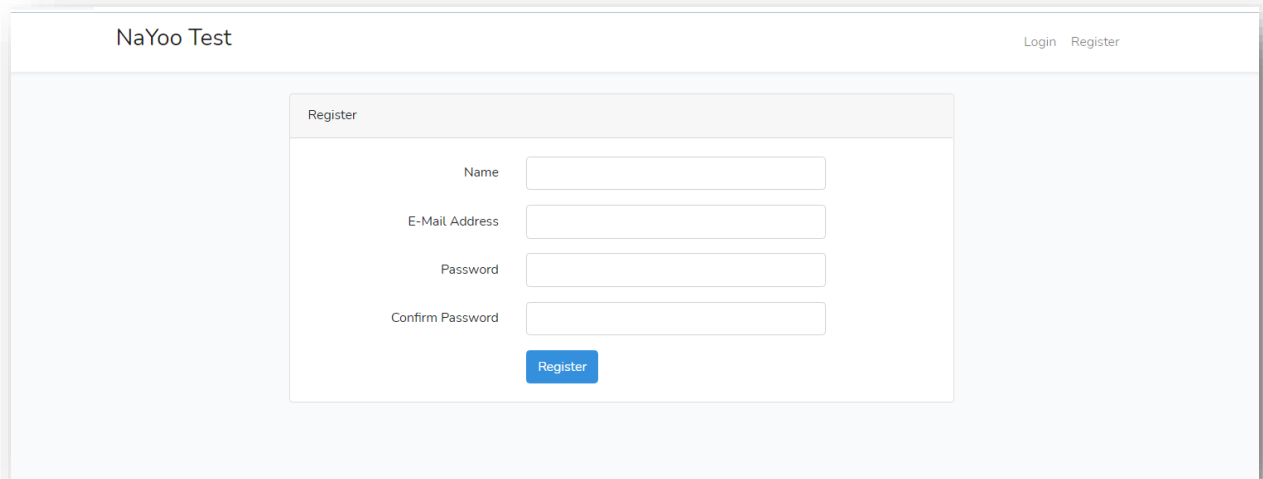 NaYoo Test
Login Register
Register
Name
E-Mail Address
Password
Confirm Password
Register